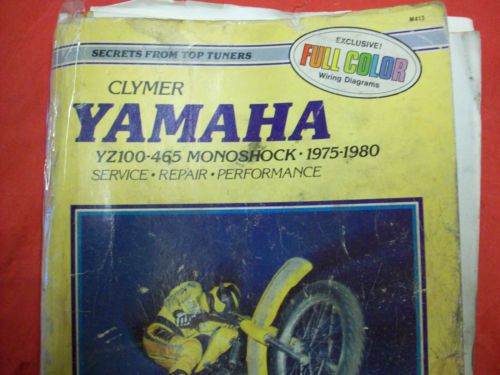 M413
SECRETS FROM TOP TUNERS
EXCLUSIVE!
FULL COLOR
Wiring Diagrams
CLYMER
YAMAHA
YZ100-465 MONOSHOCK • 1975-1980
SERVICE • REPAIR • PERFORMANCE